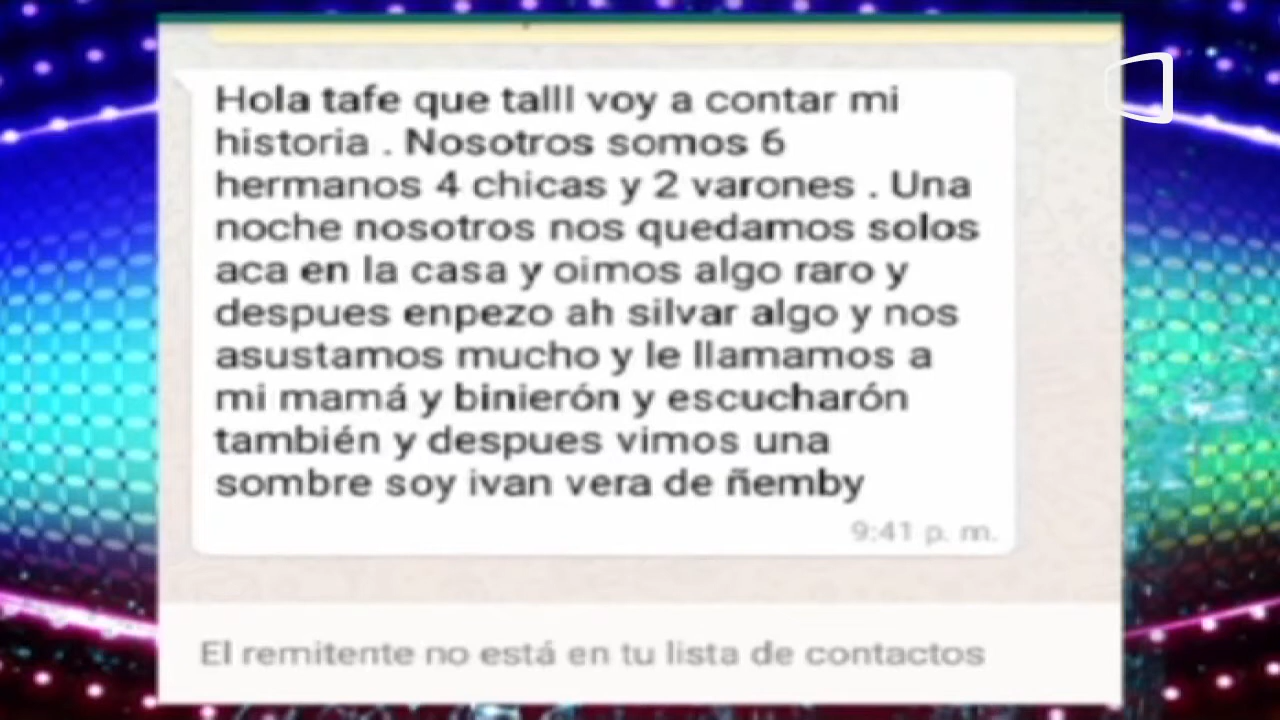 Hola tafe que talll voy a contar mi
historia . Nosotros somos 6
hermanos 4 chicas y 2 varones . Una
noche nosotros nos quedamos solos
aca en la casa y oimos algo raro y
despues enpezo ah silvar algo y nos
asustamos mucho y le llamamos a
mi mamá y binierón y escucharón
también y despues vimos una
sombre soy ivan vera de ñemby
9:41 p. m.
El remitente no está en tu lista de contactos